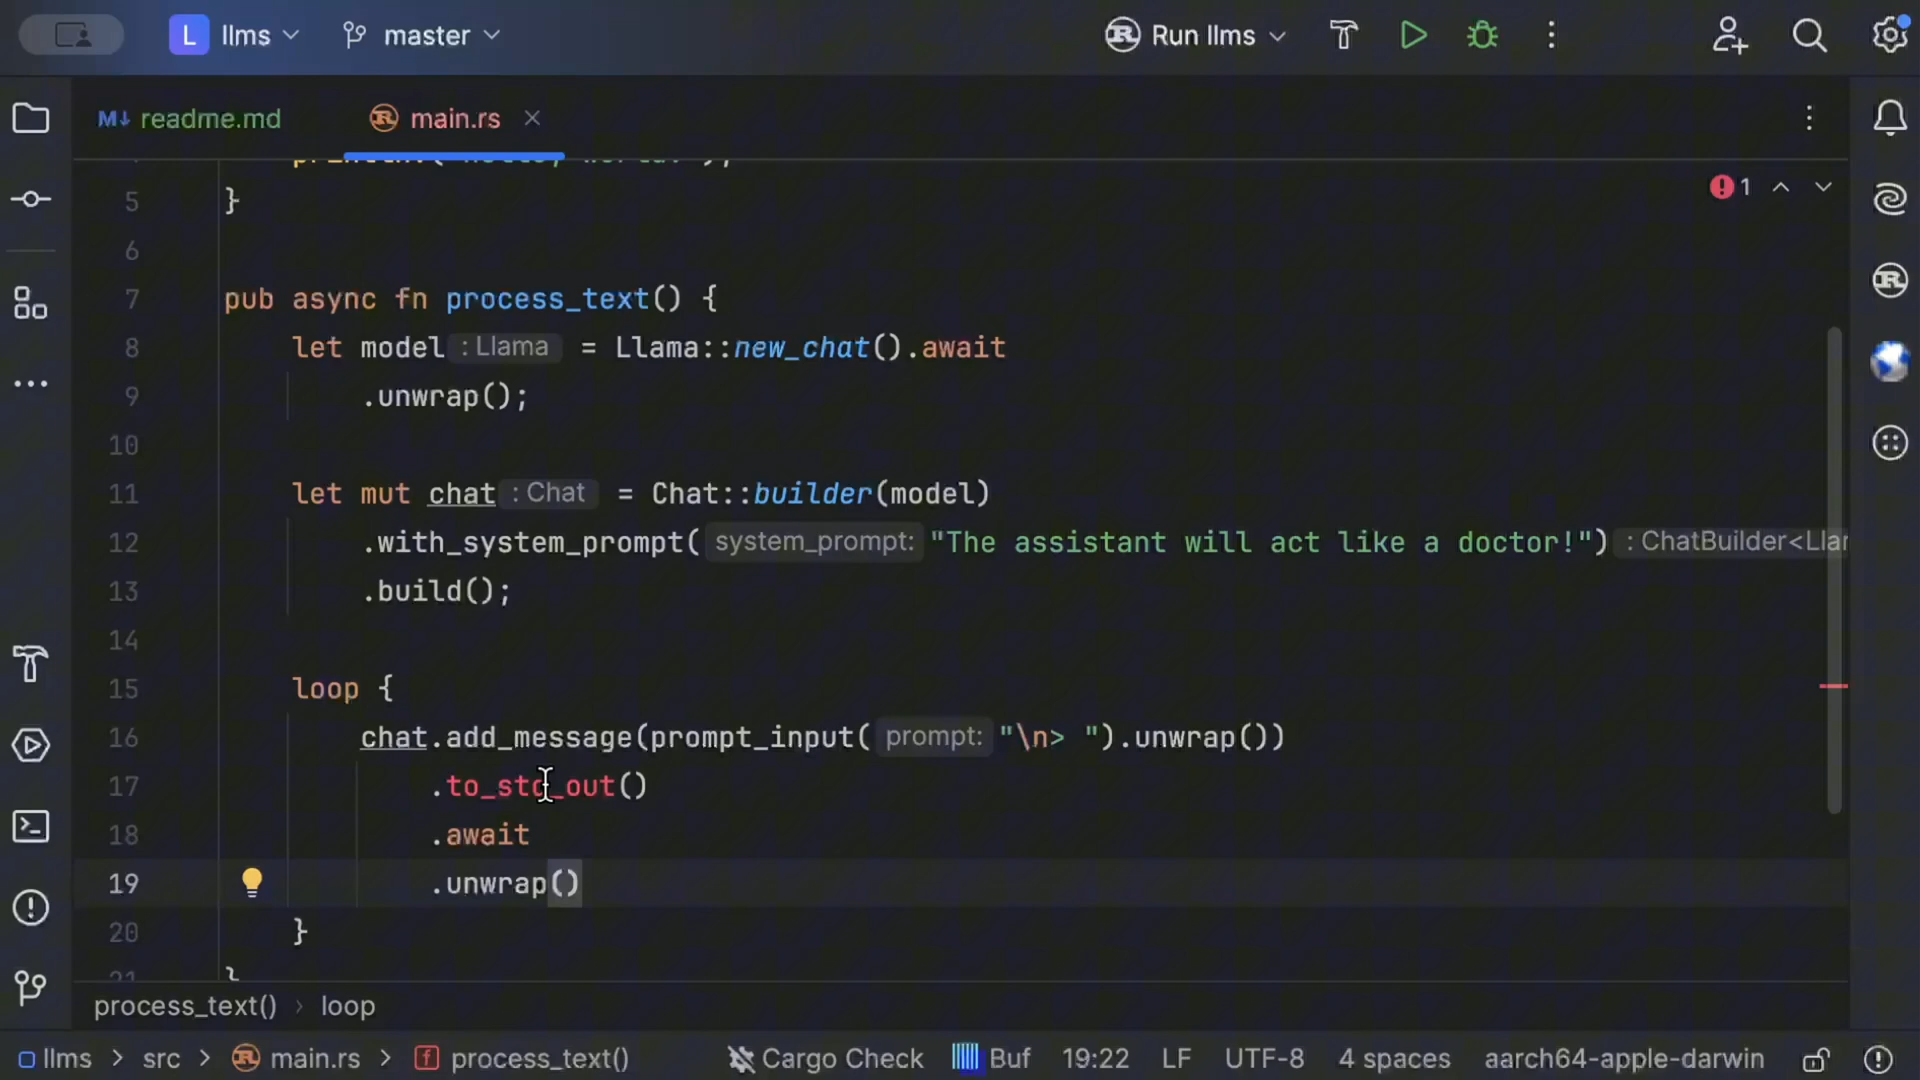 L llms master Run llms
readme.md main.rs
5 }
1
6
7 pub async fn process_text() {
8 let model : Llama = Llama::new_chat().await
9 .unwrap();
10
11 let mut chat : Chat = Chat::builder(model)
12 .with_system_prompt( system_prompt: "The assistant will act like a doctor!") : ChatBuilder<Llar
13 .build();
14
15 loop {
16 chat.add_message(prompt_input( prompt: "\n> ").unwrap())
17 .to_std_out()
18 .await
19 .unwrap()
20 }
21 }
process_text() › loop
llms > src > main.rs > process_text() Cargo Check Buf 19:22 LF UTF-8 4 spaces aarch64-apple-darwin